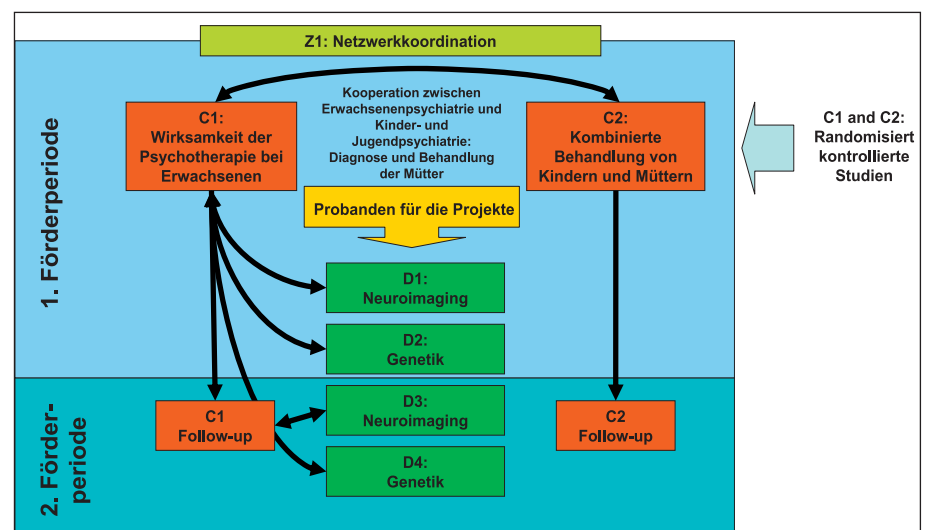 Z1: Netzwerkkoordination
1. Förderperiode
C1:
Wirksamkeit der
Psychotherapie bei
Erwachsenen
Kooperation zwischen
Erwachsenenpsychiatrie und
Kinder- und
Jugendpsychiatrie:
Diagnose und Behandlung
der Mütter
C2:
Kombinierte
Behandlung von
Kindern und Müttern
C1 and C2:
Randomisiert
kontrollierte
Studien
Probanden für die Projekte
D1:
Neuroimaging
D2:
Genetik
2. Förder-
periode
C1
Follow-up
D3:
Neuroimaging
C2
Follow-up
D4:
Genetik